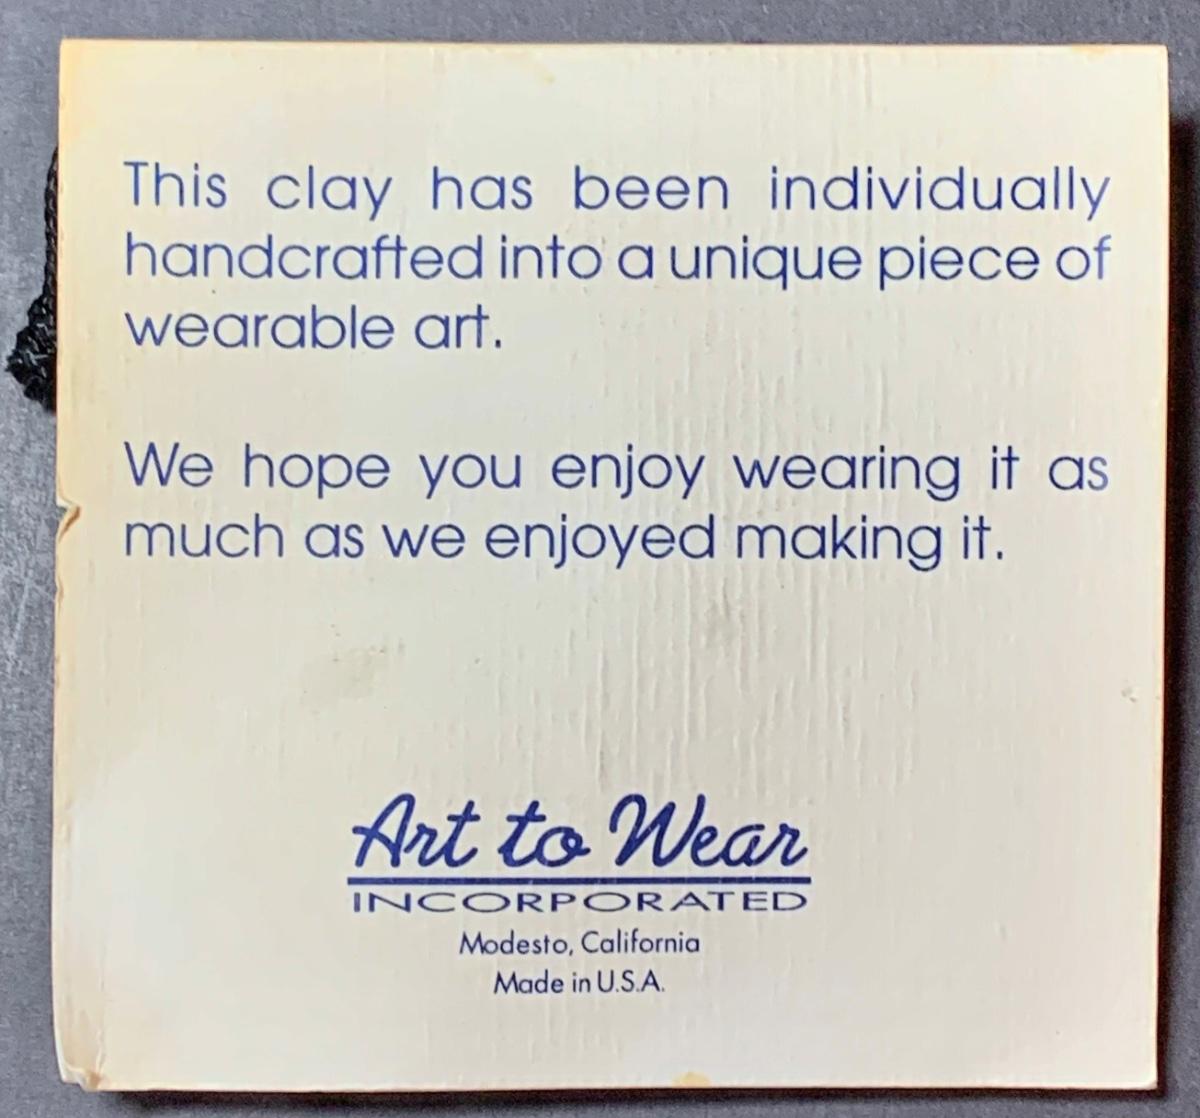 This clay has been individually
handcrafted into a unique piece of
wearable art.
We hope you enjoy wearing it as
much as we enjoyed making it.
Art to Wear
INCORPORATED
Modesto, California
Made in U.S.A.